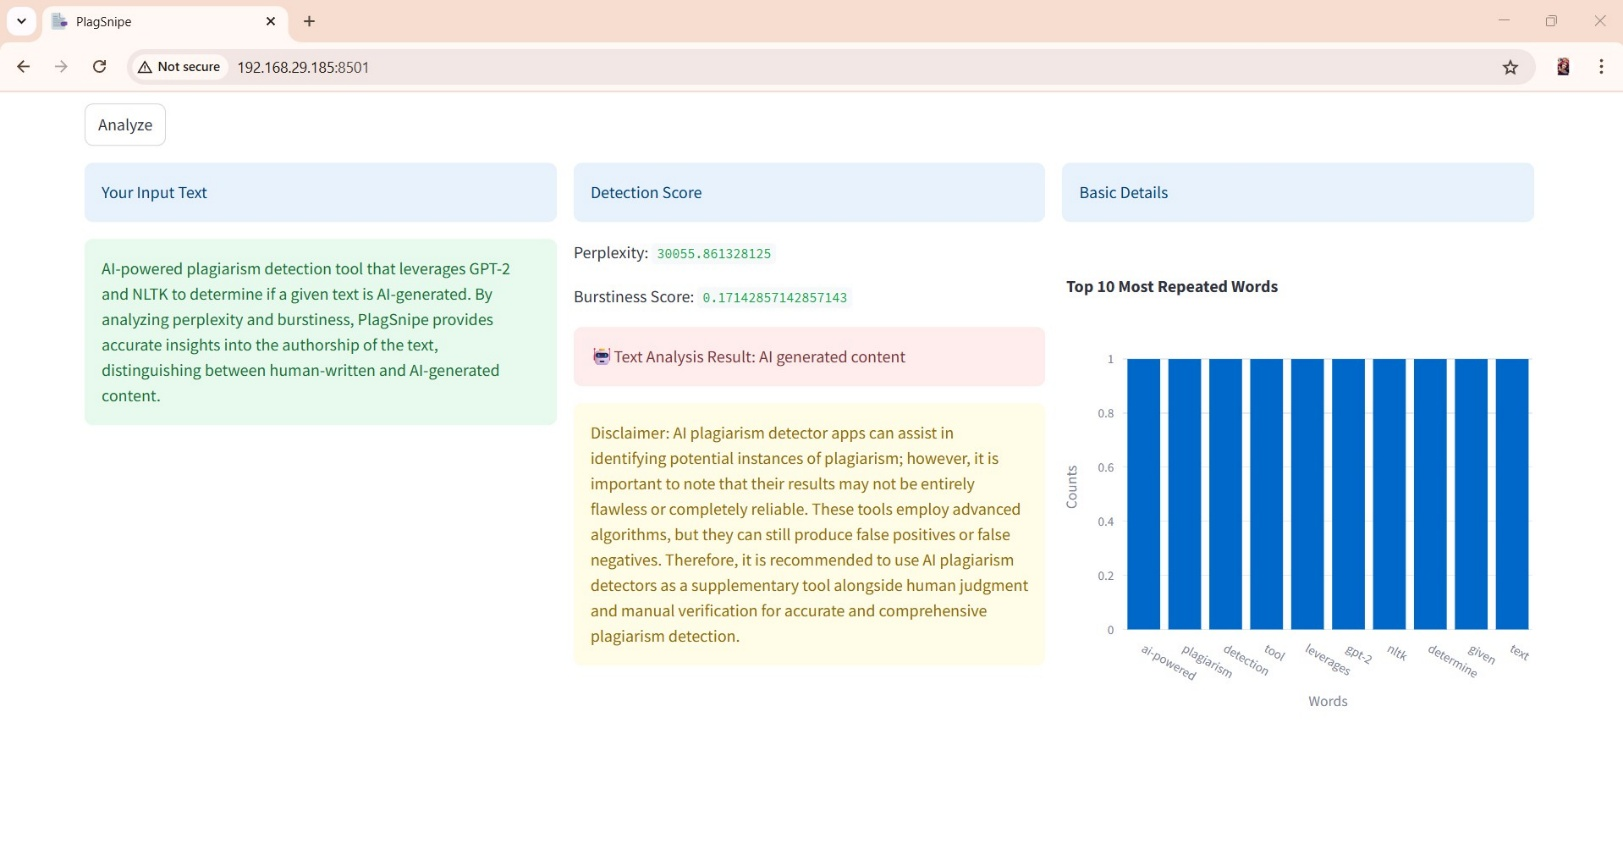 PlagSnipe
Not secure
192.168.29.185:8501
Analyze
Your Input Text
AI-powered plagiarism detection tool that leverages GPT-2
and NLTK to determine if a given text is AI-generated. By
analyzing perplexity and burstiness, PlagSnipe provides
accurate insights into the authorship of the text,
distinguishing between human-written and AI-generated
content.
Detection Score
Perplexity: 30055.861328125
Burstiness Score: 0.17142857142857143
Text Analysis Result: AI generated content
Disclaimer: AI plagiarism detector apps can assist in
identifying potential instances of plagiarism; however, it is
important to note that their results may not be entirely
flawless or completely reliable. These tools employ advanced
algorithms, but they can still produce false positives or false
negatives. Therefore, it is recommended to use AI plagiarism
detectors as a supplementary tool alongside human judgment
and manual verification for accurate and comprehensive
plagiarism detection.
Basic Details
Top 10 Most Repeated Words
Counts
1
0.8
0.6
0.4
0.2
0
ai-powered
plagiarism
detection
tool
leverages
gpt-2
nltk
determine
given
text
Words